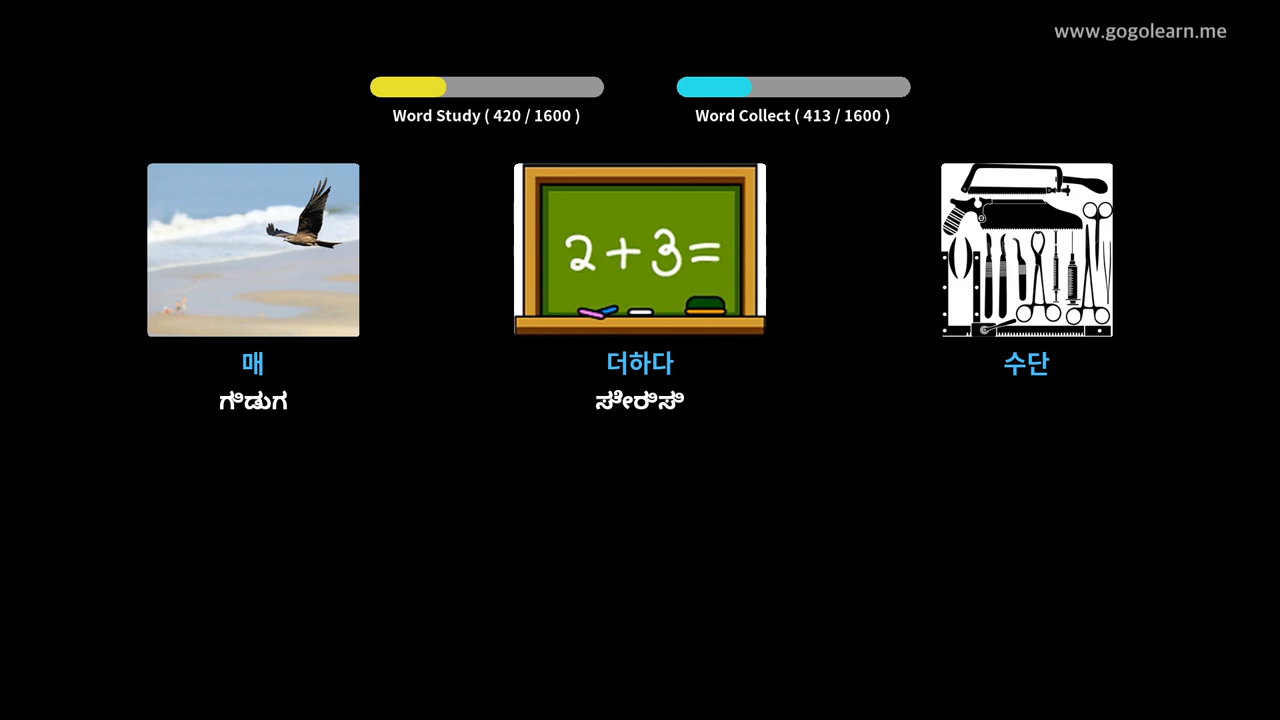 www.gogolearn.me
Word Study ( 420 / 1600 )
Word Collect ( 413 / 1600 )
2+3=
매
더하다
수단
ಗಿಡುಗ
ಸೇರಿಸಿ